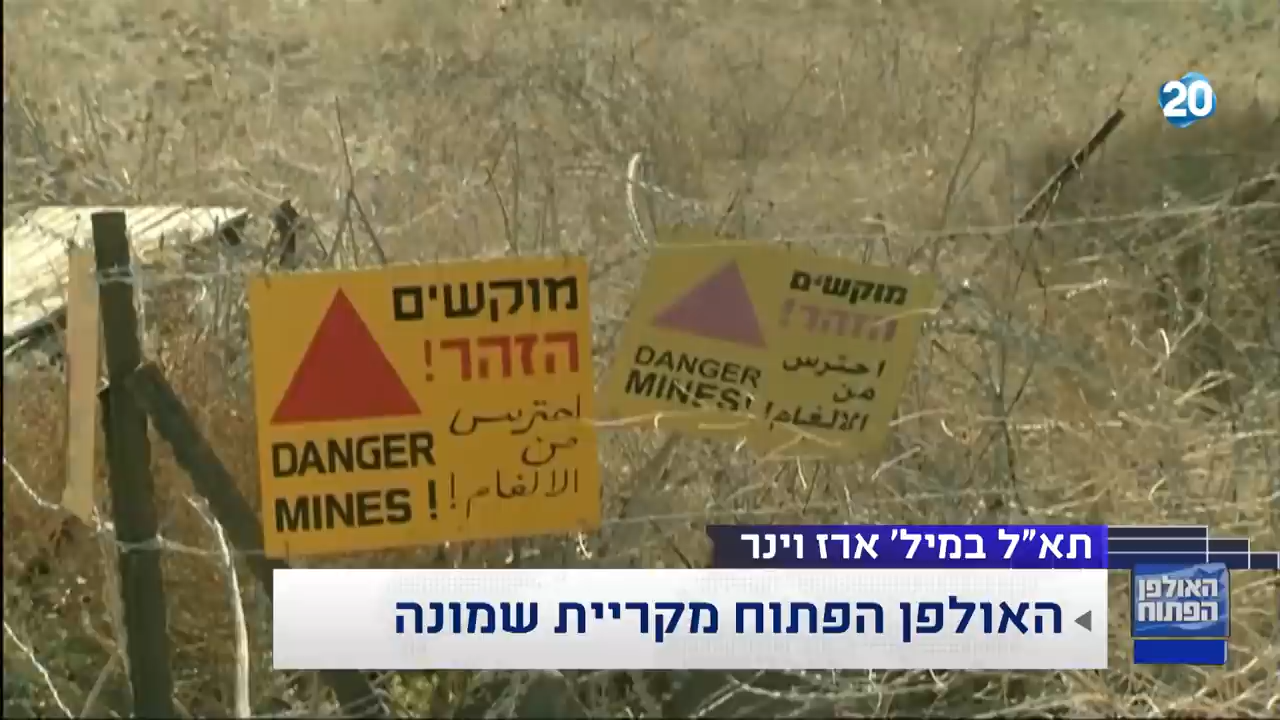 20
מוקשים
הזהר!
DANGER
MINES!
احترس
من
الالغام!
מוקשים
הזהר!
DANGER
MINES!
احترس
من
الالغام!
תא"ל במיל' ארז וינר
האולפן הפתוח מקריית שמונה
האולפן
הפתוח